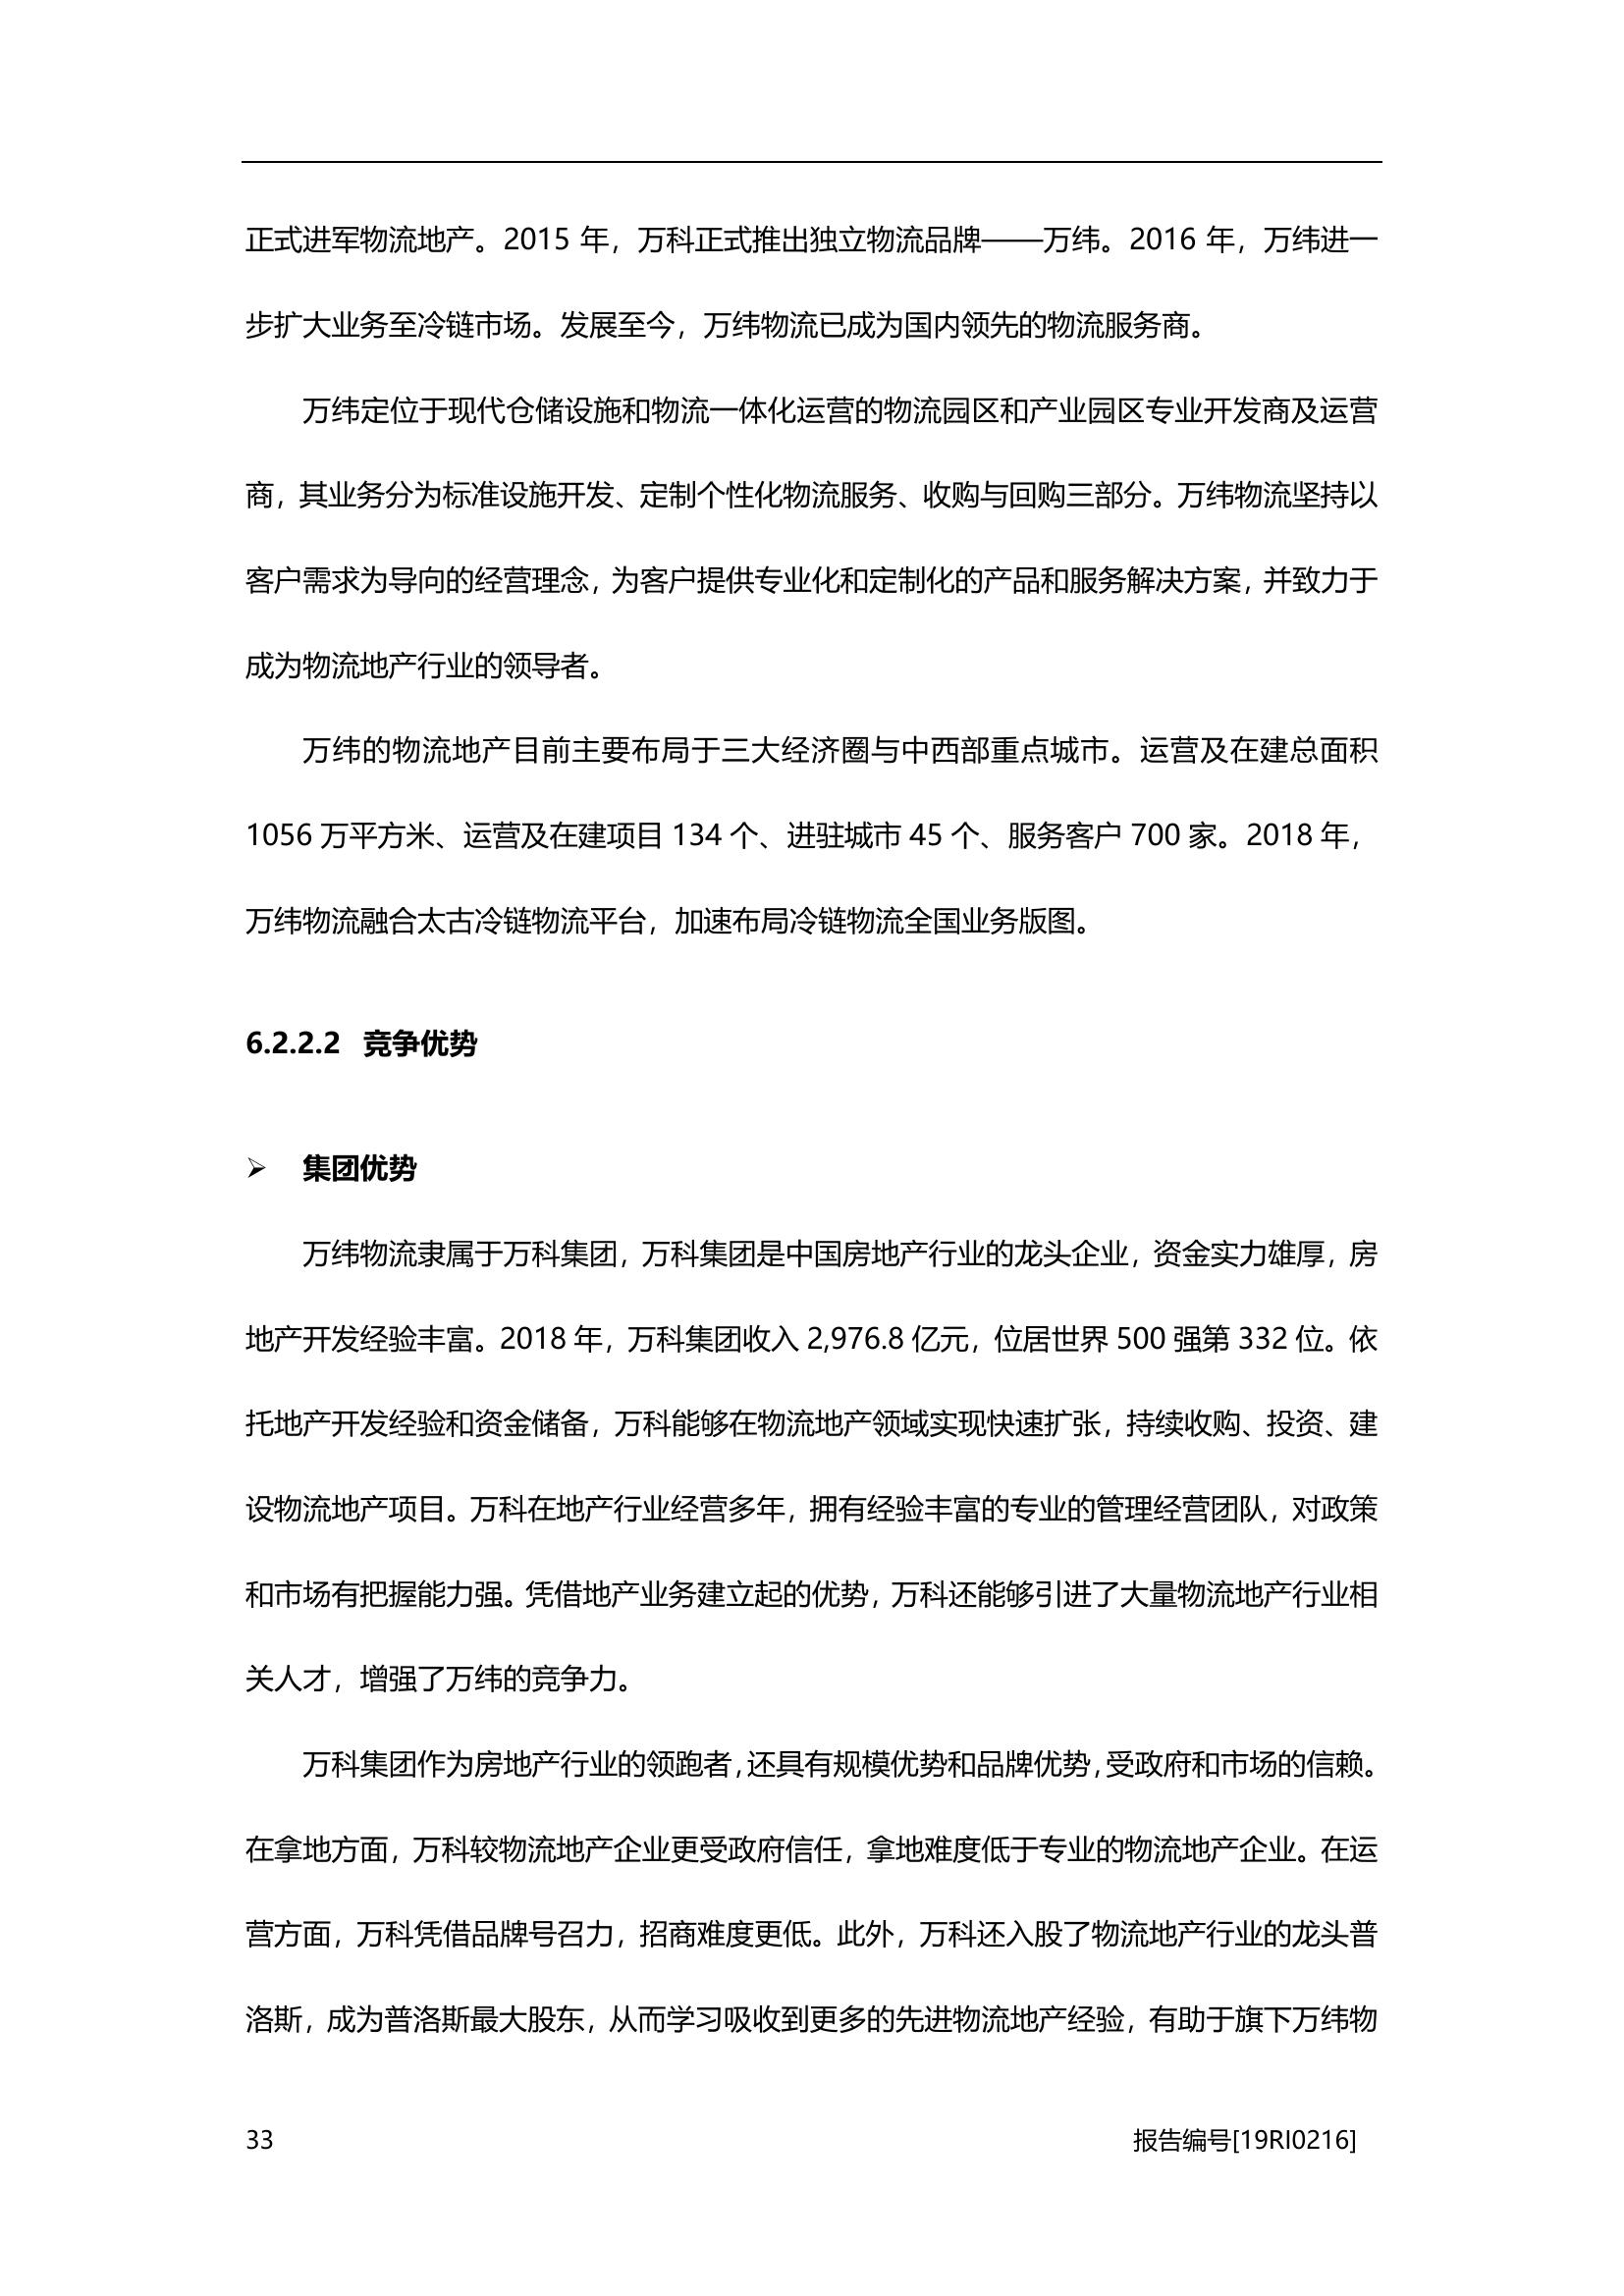 正式进军物流地产。2015 年，万科正式推出独立物流品牌——万纬。2016 年，万纬进一
步扩大业务至冷链市场。发展至今，万纬物流已成为国内领先的物流服务商。
万纬定位于现代仓储设施和物流一体化运营的物流园区和产业园区专业开发商及运营
商，其业务分为标准设施开发、定制个性化物流服务、收购与回购三部分。万纬物流坚持以
客户需求为导向的经营理念，为客户提供专业化和定制化的产品和服务解决方案，并致力于
成为物流地产行业的领导者。
万纬的物流地产目前主要布局于三大经济圈与中西部重点城市。运营及在建总面积
1056 万平方米、运营及在建项目 134 个、进驻城市 45 个、服务客户 700 家。2018 年，
万纬物流融合太古冷链物流平台，加速布局冷链物流全国业务版图。
6.2.2.2 竞争优势
➢ 集团优势
万纬物流隶属于万科集团，万科集团是中国房地产行业的龙头企业，资金实力雄厚，房
地产开发经验丰富。2018 年，万科集团收入 2,976.8 亿元，位居世界 500 强第 332 位。依
托地产开发经验和资金储备，万科能够在物流地产领域实现快速扩张，持续收购、投资、建
设物流地产项目。万科在地产行业经营多年，拥有经验丰富的专业的管理经营团队，对政策
和市场有把握能力强。凭借地产业务建立起的优势，万科还能够引进了大量物流地产行业相
关人才，增强了万纬的竞争力。
万科集团作为房地产行业的领跑者，还具有规模优势和品牌优势，受政府和市场的信赖。
在拿地方面，万科较物流地产企业更受政府信任，拿地难度低于专业的物流地产企业。在运
营方面，万科凭借品牌号召力，招商难度更低。此外，万科还入股了物流地产行业的龙头普
洛斯，成为普洛斯最大股东，从而学习吸收到更多的先进物流地产经验，有助于旗下万纬物
33 报告编号[19RI0216]